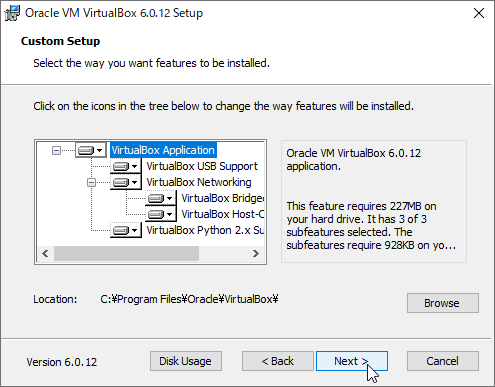 Oracle VM VirtualBox 6.0.12 Setup
Custom Setup
Select the way you want features to be installed.
Click on the icons in the tree below to change the way features will be installed.
VirtualBox Application
VirtualBox USB Support
VirtualBox Networking
VirtualBox Bridge
VirtualBox Host-C
VirtualBox Python 2.x Su
Oracle VM VirtualBox 6.0.12
application.
This feature requires 227MB on
your hard drive. It has 3 of 3
subfeatures selected. The
subfeatures require 928KB on yo...
Location: C:¥Program Files¥Oracle¥VirtualBox¥
Browse
Version 6.0.12 Disk Usage < Back Next > Cancel